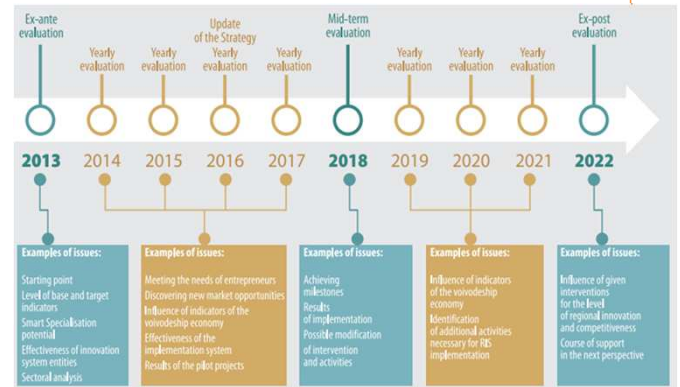 Ex-ante
evaluation
Yearly
evaluation
Yearly
evaluation
Update
of the Strategy
Yearly
evaluation
Yearly
evaluation
Mid-term
evaluation
Yearly
evaluation
Yearly
evaluation
Yearly
evaluation
Ex-post
evaluation
2013 2014 2015 2016 2017 2018 2019 2020 2021 2022
Examples of issues:
Starting point
Level of base and target
indicators
Smart Specialisation
potential
Effectiveness of innovation
system entities
Sectoral analysis
Examples of issues:
Meeting the needs of entrepreneurs
Discovering new market opportunities
Influence of indicators of the
voivodeship economy
Effectiveness of the
implementation system
Results of the pilot projects
Examples of issues:
Achieving
milestones
Results
of implementation
Possible modification
of intervention
and activities
Examples of issues:
Influence of indicators
of the voivodeship
economy
Identification
of additional activities
necessary for RIS
implementation
Examples of issues:
Influence of given
interventions
for the level
of regional innovation
and competitiveness
Course of support
in the next perspective